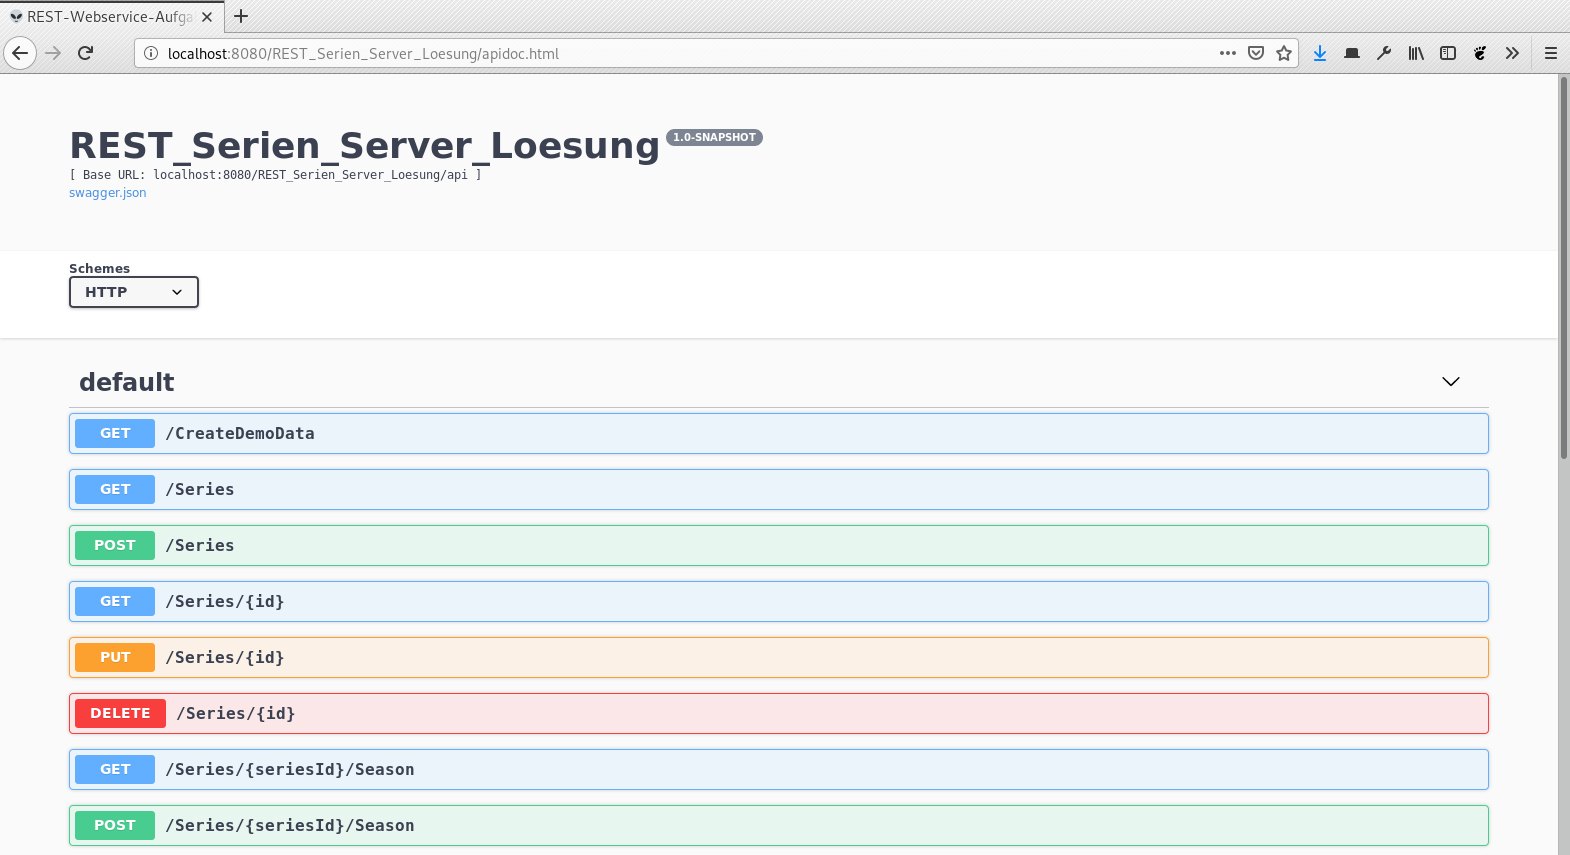 REST-Webservice-Aufga
localhost:8080/REST_Serien_Server_Loesung/apidoc.html
REST_Serien_Server_Loesung 1.0-SNAPSHOT
[ Base URL: localhost:8080/REST_Serien_Server_Loesung/api ]
swagger.json
Schemes
HTTP
default
GET /CreateDemoData
GET /Series
POST /Series
GET /Series/{id}
PUT /Series/{id}
DELETE /Series/{id}
GET /Series/{seriesId}/Season
POST /Series/{seriesId}/Season